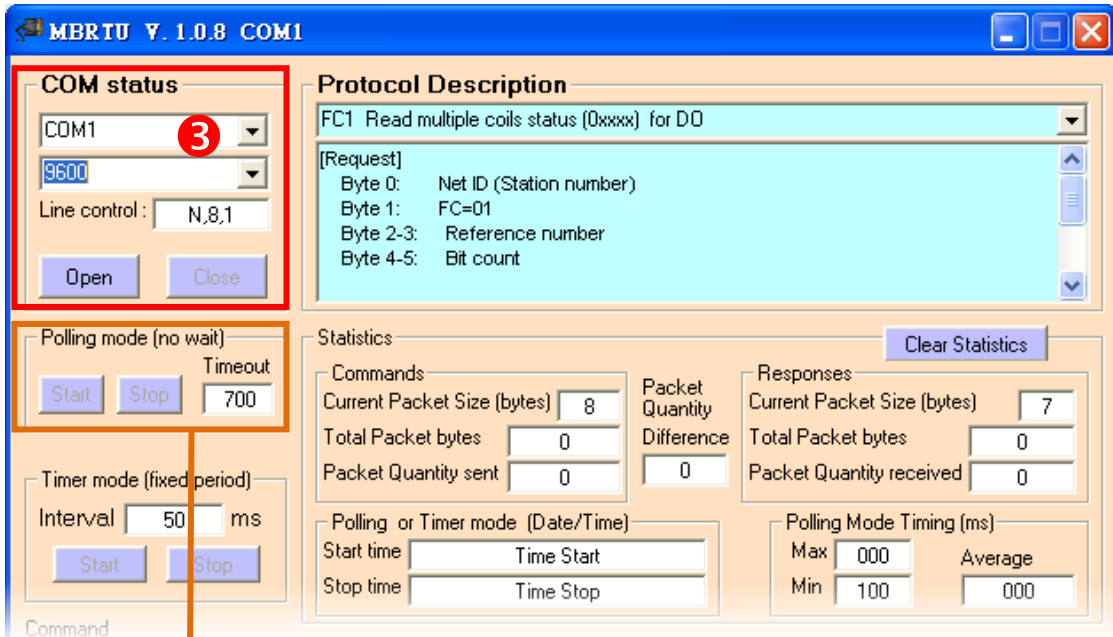 MBRTU V. 1.0.8 COM1
COM status
COM1
3
9600
Line control : N,8,1
Open Close
Protocol Description
FC1 Read multiple coils status (0xxxx) for DO
[Request]
Byte 0: Net ID (Station number)
Byte 1: FC=01
Byte 2-3: Reference number
Byte 4-5: Bit count
Polling mode (no wait)
Timeout
Start Stop 700
Timer mode (fixed period)
Interval 50 ms
Start Stop
Command
Statistics
Clear Statistics
Commands
Current Packet Size (bytes) 8
Total Packet bytes 0
Packet Quantity sent 0
Packet
Quantity
Difference
0
Responses
Current Packet Size (bytes) 7
Total Packet bytes 0
Packet Quantity received 0
Polling or Timer mode (Date/Time)
Start time Time Start
Stop time Time Stop
Polling Mode Timing (ms)
Max 000
Min 100
Average
000